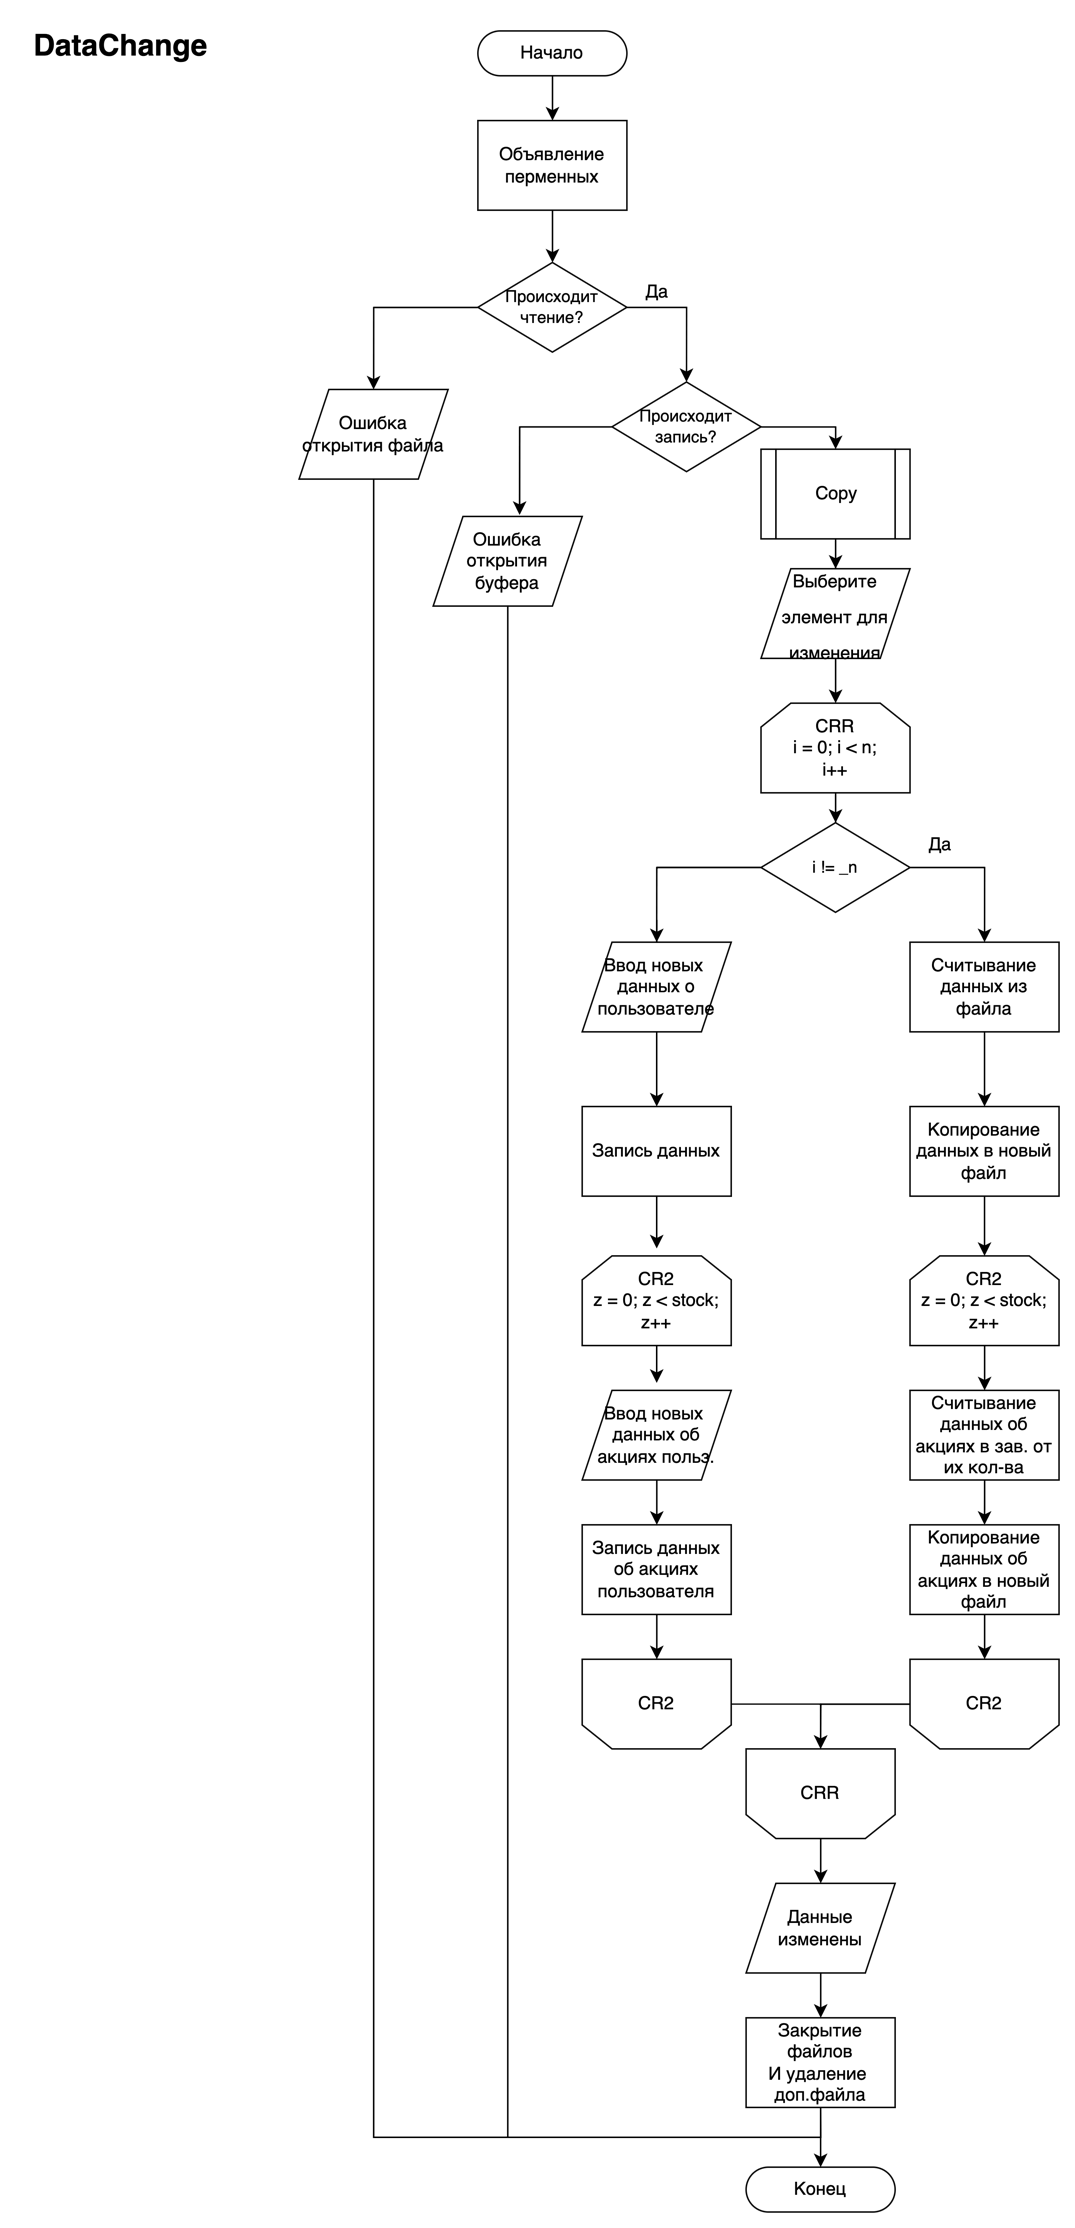 DataChange
Начало
Объявление
перменных
Происходит
чтение?
Да
Ошибка
открытия файла
Происходит
запись?
Ошибка
открытия
буфера
Copy
Выберите
элемент для
изменения
CRR
i = 0; i < n;
i++
i != _n
Да
Ввод новых
данных о
пользователе
Считывание
данных из
файла
Запись данных
Копирование
данных в новый
файл
CR2
z = 0; z < stock;
z++
CR2
z = 0; z < stock;
z++
Ввод новых
данных об
акциях польз.
Считывание
данных об
акциях в зав. от
их кол-ва
Запись данных
об акциях
пользователя
Копирование
данных об
акциях в новый
файл
CR2
CR2
CRR
Данные
изменены
Закрытие
файлов
И удаление
доп.файла
Конец